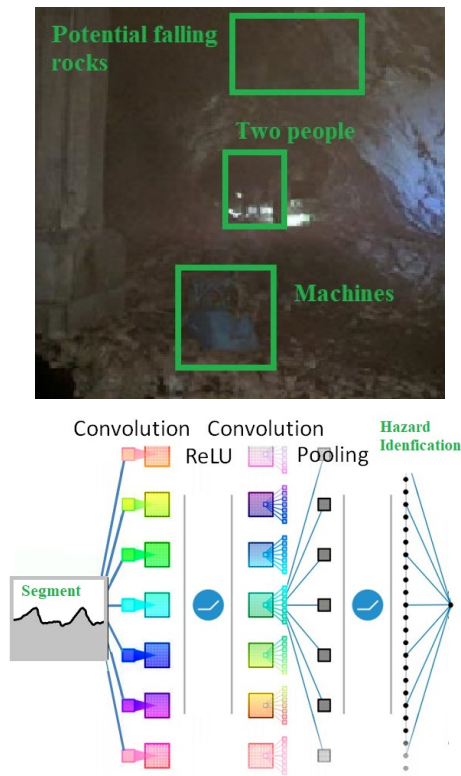 Potential falling
rocks
Two people
Machines
Convolution
ReLU
Convolution
Pooling
Hazard
Idenfication
Segment